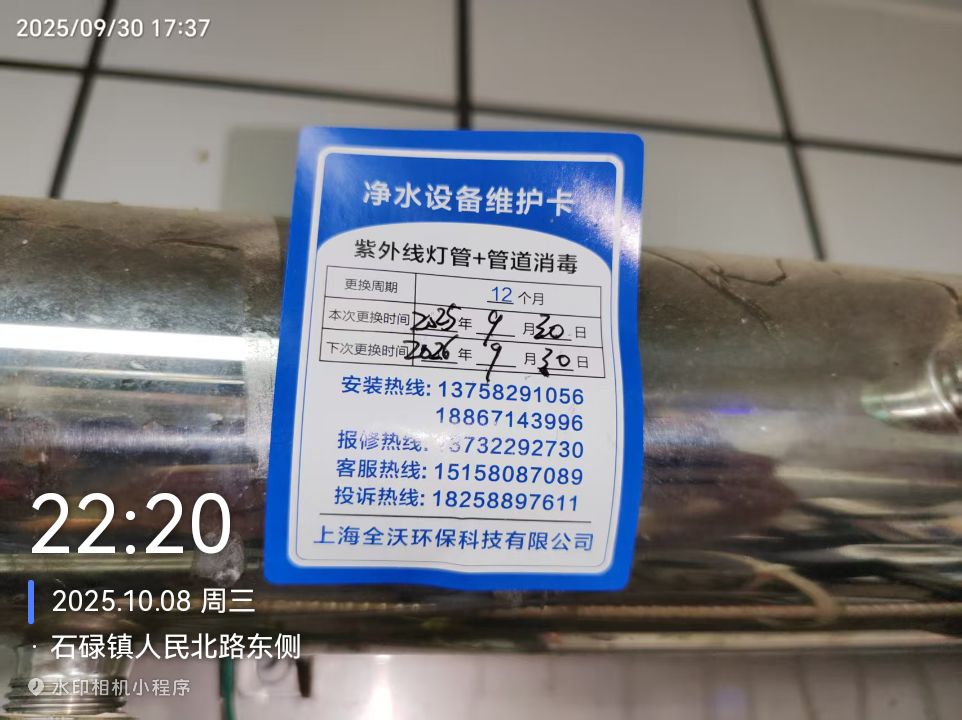 2025/09/30 17:37
净水设备维护卡
紫外线灯管+管道消毒
更换周期 12 个月
本次更换时间 2025 年 9 月 30 日
下次更换时间 2026 年 9 月 30 日
安装热线: 13758291056
18867143996
报修热线: 13732292730
客服热线: 15158087089
投诉热线: 18258897611
上海全沃环保科技有限公司
22:20
2025.10.08 周三
· 石碌镇人民北路东侧
水印相机小程序